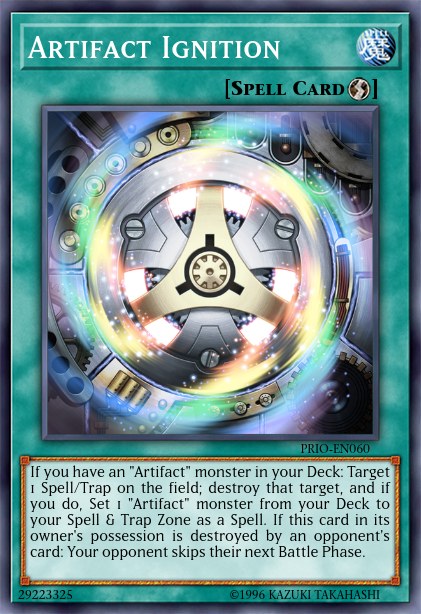 ARTIFACT IGNITION
魔
[SPELL CARD]
PRIO-EN060
If you have an "Artifact" monster in your Deck: Target
1 Spell/Trap on the field; destroy that target, and if
you do, Set 1 "Artifact" monster from your Deck to
your Spell & Trap Zone as a Spell. If this card in its
owner's possession is destroyed by an opponent's
card: Your opponent skips their next Battle Phase.
29223325
©1996 KAZUKI TAKAHASHI